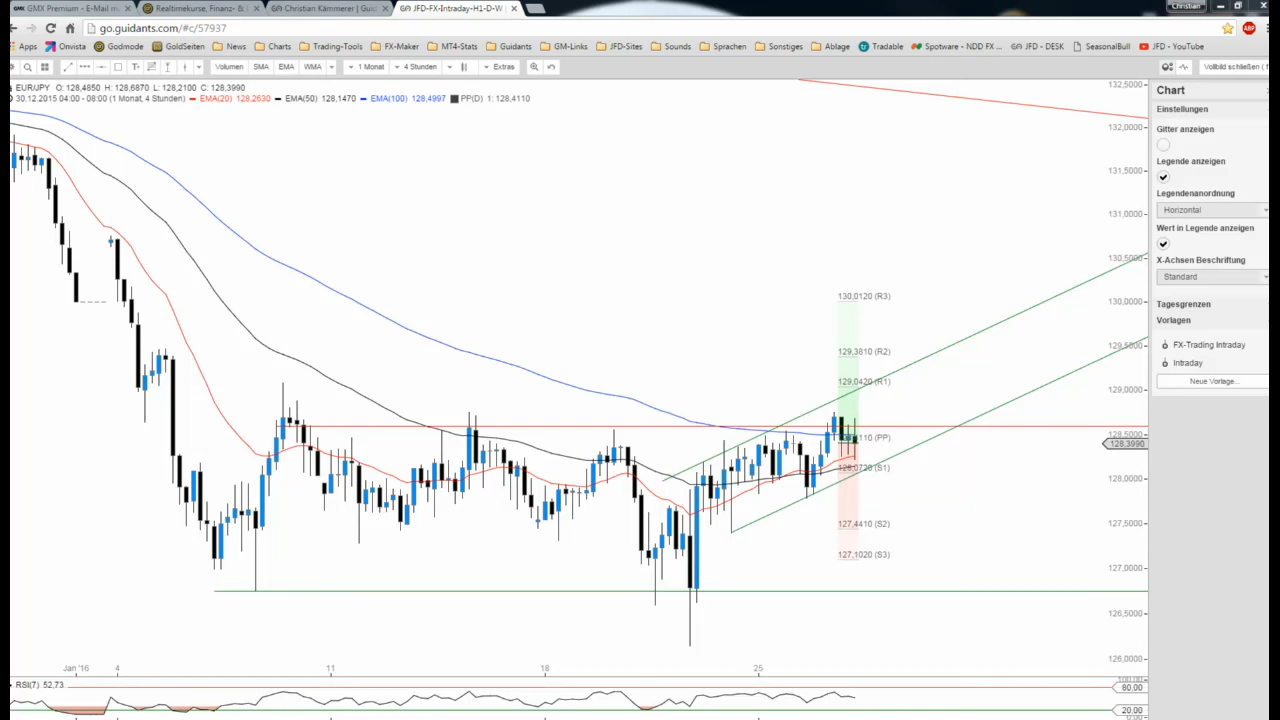 GMX Premium - E-Mail m
Realtimekurse, Finanz- &
Christian Kämmerer | Guid
JFD-FX-Intraday-H1-D-W
Christian
go.guidants.com/#c/57937
Apps
Onvista
Godmode
GoldSeiten
News
Charts
Trading-Tools
FX-Maker
MT4-Stats
Guidants
GM-Links
JFD-Sites
Sounds
Sprachen
Sonstiges
Ablage
Tradable
Spotware - NDD FX ...
JFD - DESK
SeasonalBull
JFD - YouTube
Volumen
SMA
EMA
WMA
1 Monat
4 Stunden
Extras
Vollbild schließen (
EUR/JPY O: 128,4850 H: 128,6870 L: 128,2100 C: 128,3990
30.12.2015 04:00 - 08:00 (1 Monat, 4 Stunden) EMA(20) 128,2630 EMA(50) 128,1470 EMA(100) 128,4997 PP(D) 1: 128,4110
132,5000
132,0000
131,5000
131,0000
130,5000
130,0000
129,5000
129,0000
128,5000
128,3990
128,0000
127,5000
127,0000
126,5000
126,0000
130,0120 (R3)
129,3810 (R2)
129,0420 (R1)
110 (PP)
128,0720 (S1)
127,4410 (S2)
127,1020 (S3)
Jan '16
4
11
18
25
RSI(7) 52,73
100,00
80,00
20,00
0,00
Chart
Einstellungen
Gitter anzeigen
Legende anzeigen
Legendenanordnung
Horizontal
Wert in Legende anzeigen
X-Achsen Beschriftung
Standard
Tagesgrenzen
Vorlagen
FX-Trading Intraday
Intraday
Neue Vorlage...